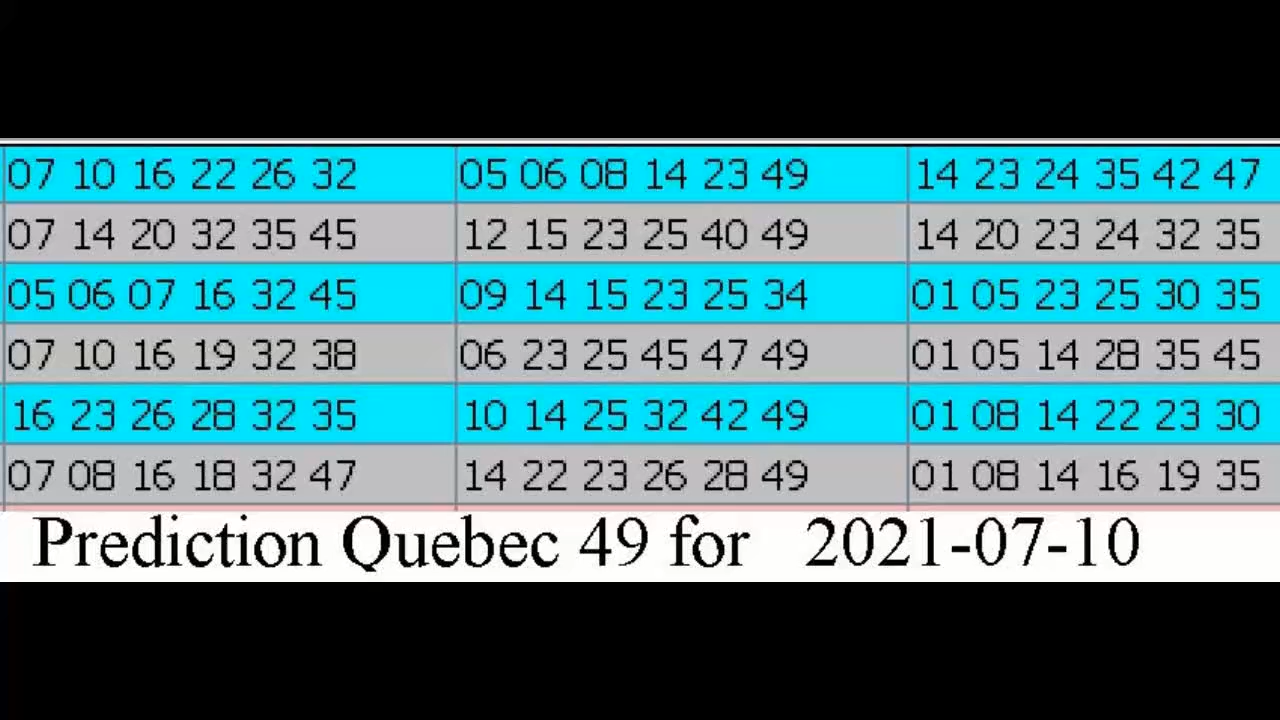 07 10 16 22 26 32 05 06 08 14 23 49 14 23 24 35 42 47
07 14 20 32 35 45 12 15 23 25 40 49 14 20 23 24 32 35
05 06 07 16 32 45 09 14 15 23 25 34 01 05 23 25 30 35
07 10 16 19 32 38 06 23 25 45 47 49 01 05 14 28 35 45
16 23 26 28 32 35 10 14 25 32 42 49 01 08 14 22 23 30
07 08 16 18 32 47 14 22 23 26 28 49 01 08 14 16 19 35
Prediction Quebec 49 for 2021-07-10